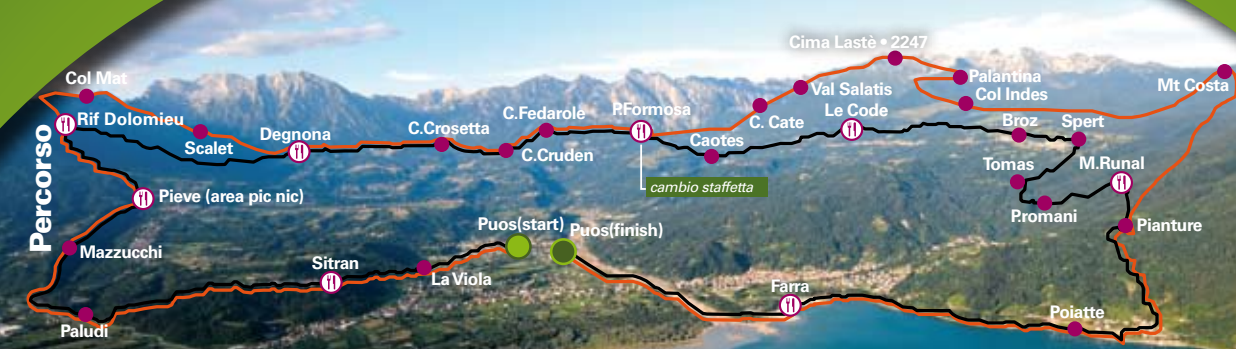 Cima Lastè • 2247
Col Mat
Palantina
Mt Costa
Val Salatis
Col Indes
C.Fedarole
P.Formosa
Le Code
Rif Dolomieu
C. Cate
Broz
Spert
Degnona
C.Crosetta
Scalet
C.Cruden
Caotes
Tomas
M.Runal
cambio staffetta
Percorso
Pieve (area pic nic)
P.romani
Puos(start)
Puos(finish)
Pianture
Mazzucchi
Sitran
La Viola
Farra
Poiatte
Paludi